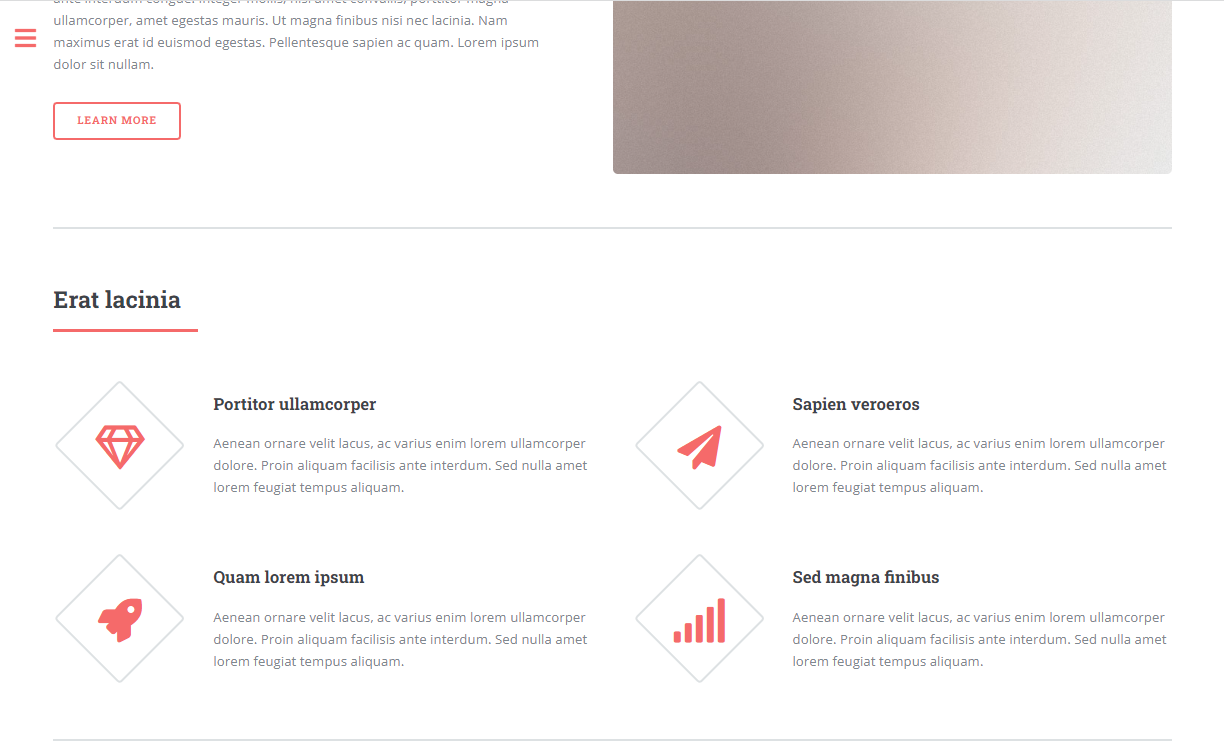 ullamcorper, amet egestas mauris. Ut magna finibus nisi nec lacinia. Nam
maximus erat id euismod egestas. Pellentesque sapien ac quam. Lorem ipsum
dolor sit nullam.
LEARN MORE
Erat lacinia
Portitor ullamcorper
Aenean ornare velit lacus, ac varius enim lorem ullamcorper
dolore. Proin aliquam facilisis ante interdum. Sed nulla amet
lorem feugiat tempus aliquam.
Sapien veroeros
Aenean ornare velit lacus, ac varius enim lorem ullamcorper
dolore. Proin aliquam facilisis ante interdum. Sed nulla amet
lorem feugiat tempus aliquam.
Quam lorem ipsum
Aenean ornare velit lacus, ac varius enim lorem ullamcorper
dolore. Proin aliquam facilisis ante interdum. Sed nulla amet
lorem feugiat tempus aliquam.
Sed magna finibus
Aenean ornare velit lacus, ac varius enim lorem ullamcorper
dolore. Proin aliquam facilisis ante interdum. Sed nulla amet
lorem feugiat tempus aliquam.